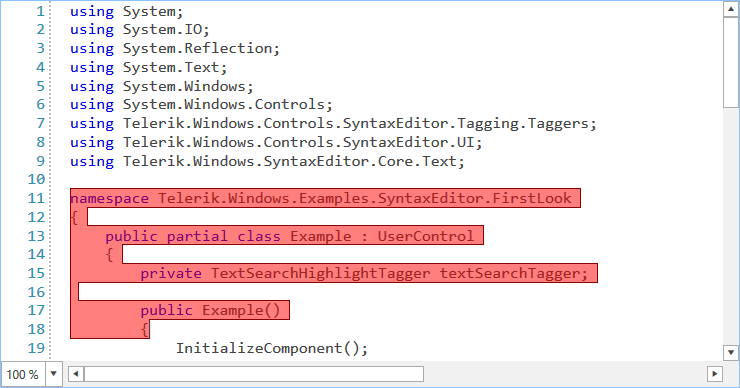 1 using System;
2 using System.IO;
3 using System.Reflection;
4 using System.Text;
5 using System.Windows;
6 using System.Windows.Controls;
7 using Telerik.Windows.Controls.SyntaxEditor.Tagging.Taggers;
8 using Telerik.Windows.Controls.SyntaxEditor.UI;
9 using Telerik.Windows.SyntaxEditor.Core.Text;
10
11 namespace Telerik.Windows.Examples.SyntaxEditor.FirstLook
12 {
13     public partial class Example : UserControl
14     {
15         private TextSearchHighlightTagger textSearchTagger;
16
17         public Example()
18         {
19             InitializeComponent();
100 %